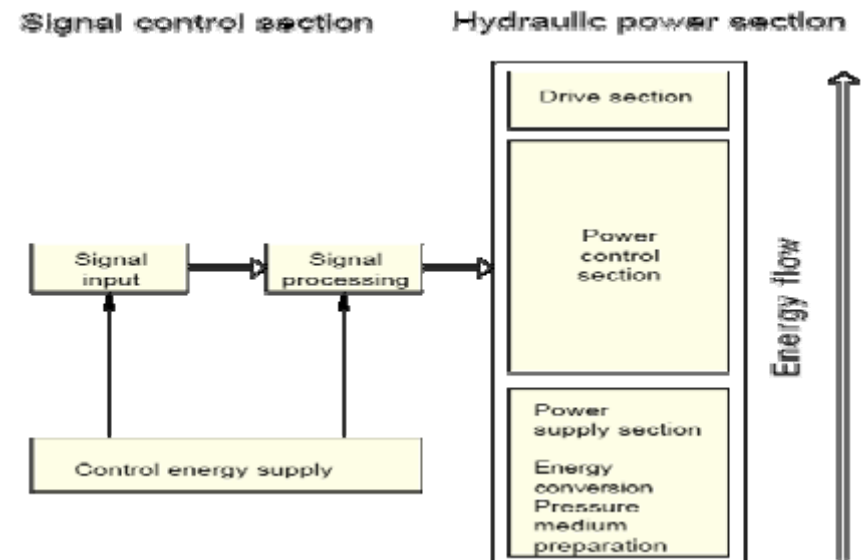 Signal control section
Hydraulic power section
Drive section
Power
control
section
Signal
input
Signal
processing
Energy flow
Control energy supply
Power
supply section
Energy
conversion
Pressure
medium
preparation